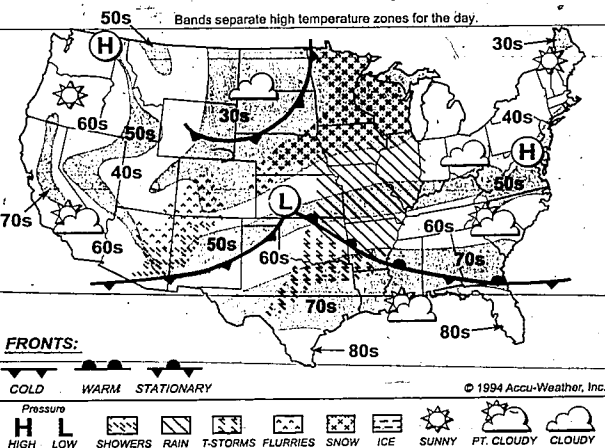 50s
Bands separate high temperature zones for the day.
H
30s
60s
50s
30s
40s
40s
H
50s
70s
L
60s
50s
60s
60s
70s
70s
80s
80s
FRONTS:
COLD WARM STATIONARY
© 1994 Accu-Weather, Inc.
Pressure
H L
HIGH LOW SHOWERS RAIN T-STORMS FLURRIES SNOW ICE SUNNY PT. CLOUDY CLOUDY